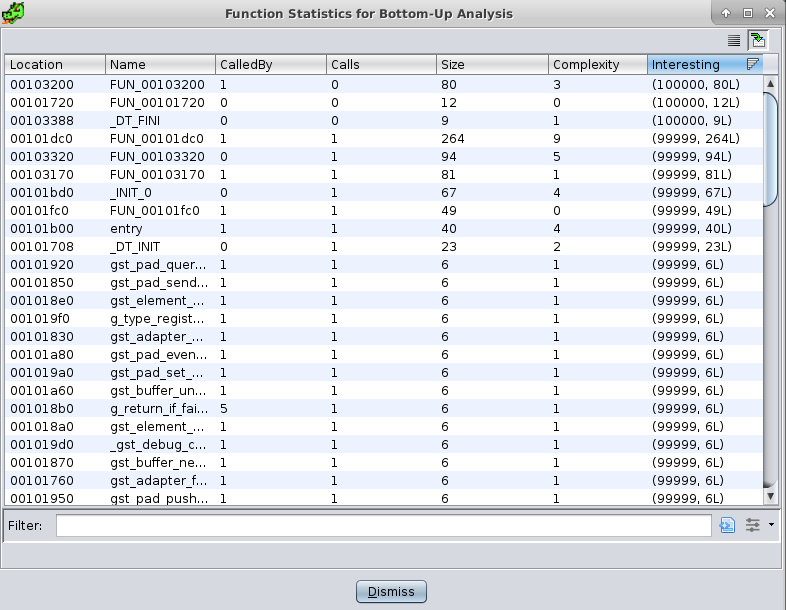 Function Statistics for Bottom-Up Analysis
Location Name CalledBy Calls Size Complexity Interesting
00103200 FUN_00103200 1 0 80 3 (100000, 80L)
00101720 FUN_00101720 0 0 12 0 (100000, 12L)
00103388 _DT_FINI 0 0 9 1 (100000, 9L)
00101dc0 FUN_00101dc0 1 1 264 9 (99999, 264L)
00103320 FUN_00103320 0 1 94 5 (99999, 94L)
00103170 FUN_00103170 1 1 81 1 (99999, 81L)
00101bd0 _INIT_0 0 1 67 4 (99999, 67L)
00101fc0 FUN_00101fc0 1 1 49 0 (99999, 49L)
00101b00 entry 1 1 40 4 (99999, 40L)
00101708 _DT_INIT 0 1 23 2 (99999, 23L)
00101920 gst_pad_quer... 1 1 6 1 (99999, 6L)
00101850 gst_pad_send... 1 1 6 1 (99999, 6L)
001018e0 gst_element_... 1 1 6 1 (99999, 6L)
001019f0 g_type_regist... 1 1 6 1 (99999, 6L)
00101830 gst_adapter_... 1 1 6 1 (99999, 6L)
00101a80 gst_pad_even... 1 1 6 1 (99999, 6L)
001019a0 gst_pad_set_... 1 1 6 1 (99999, 6L)
00101a60 gst_buffer_un... 1 1 6 1 (99999, 6L)
001018b0 g_return_if_fai... 5 1 6 1 (99999, 6L)
001018a0 gst_element_... 1 1 6 1 (99999, 6L)
001019d0 _gst_debug_c... 1 1 6 1 (99999, 6L)
00101870 gst_buffer_ne... 1 1 6 1 (99999, 6L)
00101760 gst_adapter_f... 1 1 6 1 (99999, 6L)
00101950 gst_pad_push... 1 1 6 1 (99999, 6L)
Filter:
Dismiss